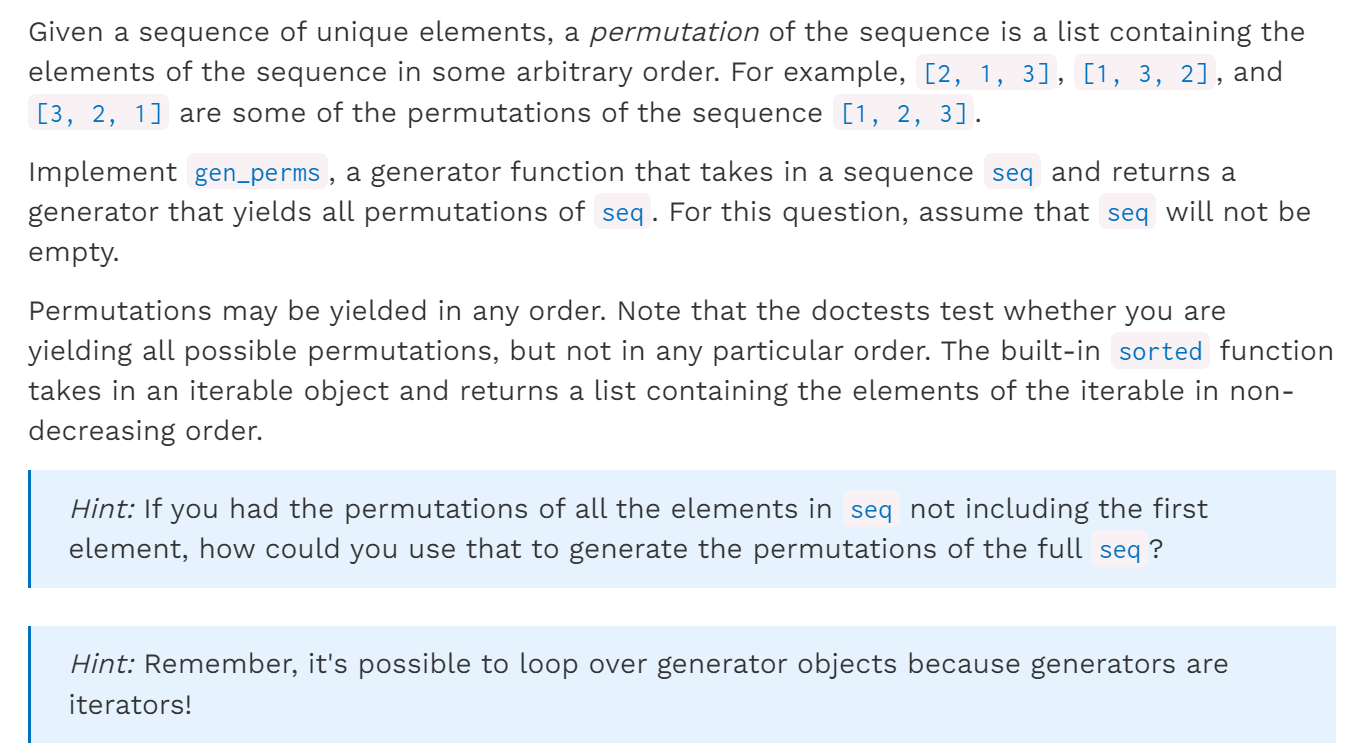 Given a sequence of unique elements, a permutation of the sequence is a list containing the
elements of the sequence in some arbitrary order. For example, [2, 1, 3], [1, 3, 2], and
[3, 2, 1] are some of the permutations of the sequence [1, 2, 3].
Implement gen_perms, a generator function that takes in a sequence seq and returns a
generator that yields all permutations of seq. For this question, assume that seq will not be
empty.
Permutations may be yielded in any order. Note that the doctests test whether you are
yielding all possible permutations, but not in any particular order. The built-in sorted function
takes in an iterable object and returns a list containing the elements of the iterable in non-
decreasing order.
Hint: If you had the permutations of all the elements in seq not including the first
element, how could you use that to generate the permutations of the full seq?
Hint: Remember, it's possible to loop over generator objects because generators are
iterators!